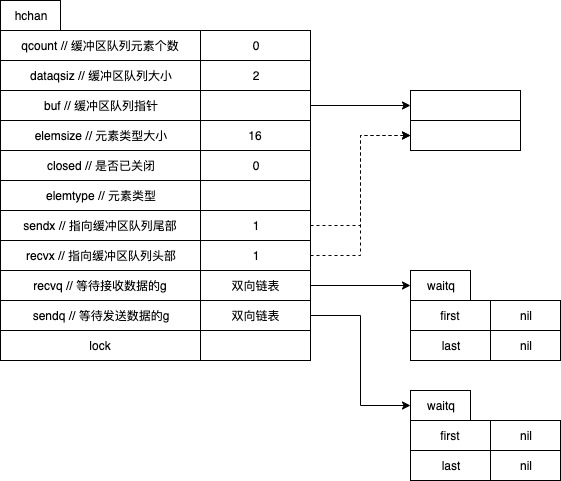 hchan
qcount // 缓冲区队列元素个数 0
dataqsiz // 缓冲区队列大小 2
buf // 缓冲区队列指针
elemsize // 元素类型大小 16
closed // 是否已关闭 0
elemtype // 元素类型
sendx // 指向缓冲区队列尾部 1
recvx // 指向缓冲区队列头部 1
recvq // 等待接收数据的g 双向链表
sendq // 等待发送数据的g 双向链表
lock
waitq
first nil
last nil
waitq
first nil
last nil